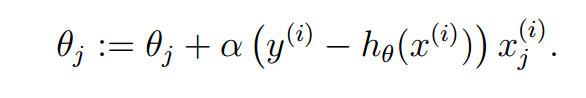 θ_j := θ_j + α (y^{(i)} − h_θ(x^{(i)})) x_j^{(i)}.